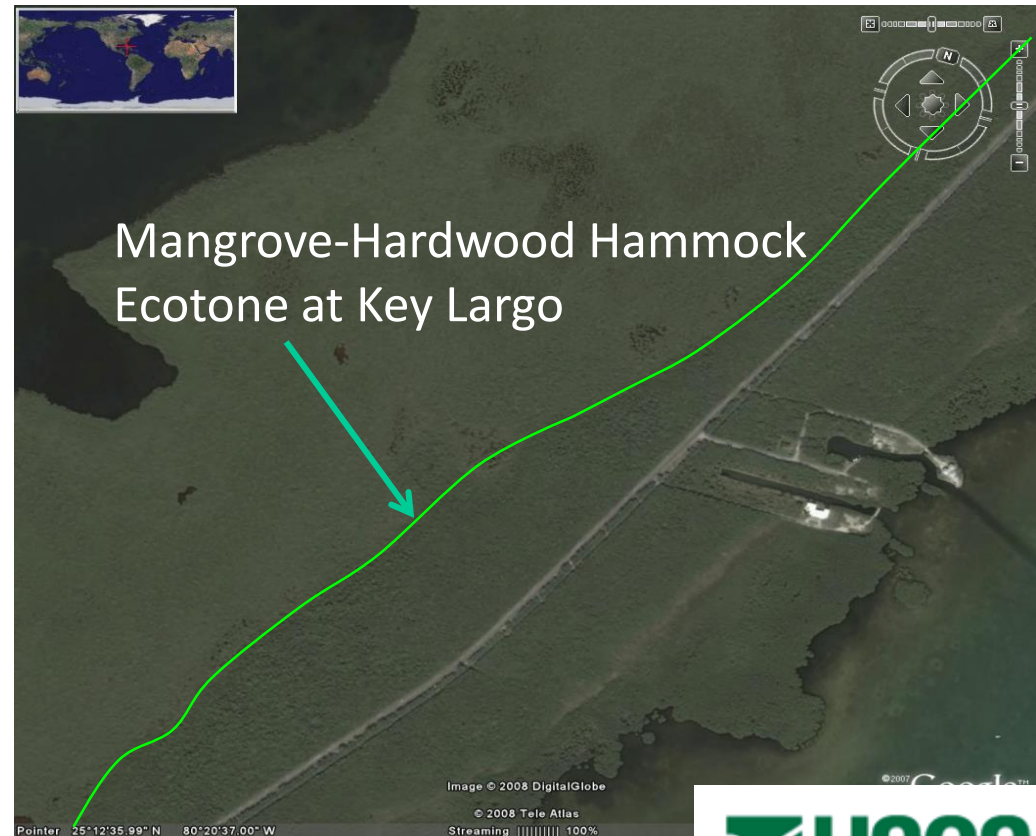 N
Mangrove-Hardwood Hammock
Ecotone at Key Largo
Image © 2008 DigitalGlobe
© 2007 Google™
© 2008 Tele Atlas
Pointer 25°12'35.99" N 80°20'37.00" W Streaming |||||||||| 100%